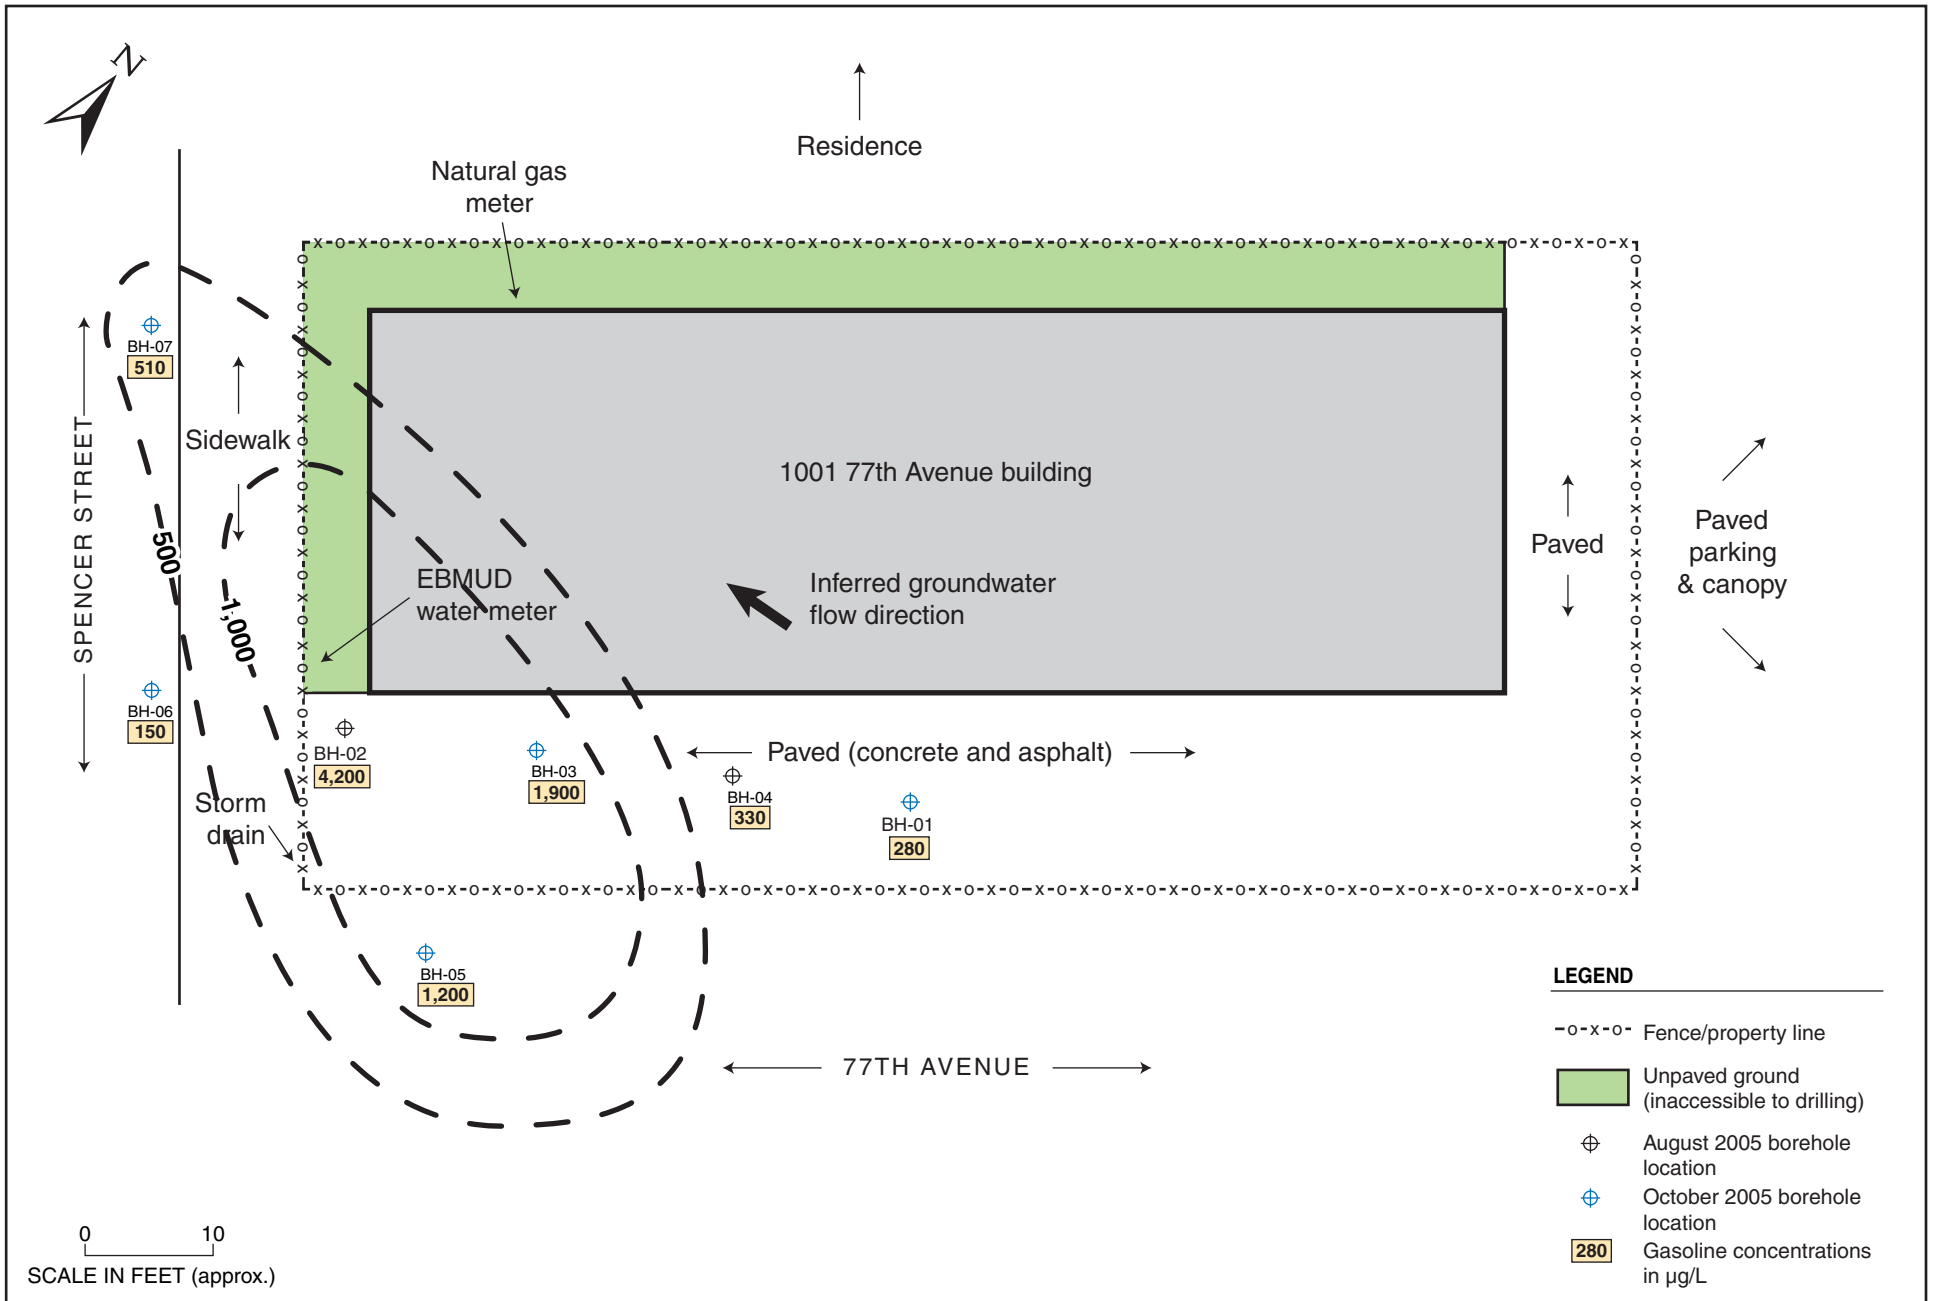 N
Residence
Natural gas
meter
x o x o x o x o x o x o x o x o x o x o x o x o x o x o x o x o x o x o x o x o x o x o x o x o x o x o x o x o x o x
BH-07
510
Sidewalk
SPENCER STREET
500
1,000
1001 77th Avenue building
EBMUD
water meter
Inferred groundwater
flow direction
Paved
Paved
parking
& canopy
BH-06
150
BH-02
4,200
BH-03
1,900
Paved (concrete and asphalt)
BH-04
330
BH-01
280
Storm
drain
BH-05
1,200
77TH AVENUE
LEGEND
o x o Fence/property line
Unpaved ground
(inaccessible to drilling)
August 2005 borehole
location
October 2005 borehole
location
280 Gasoline concentrations
in µg/L
0 10
SCALE IN FEET (approx.)